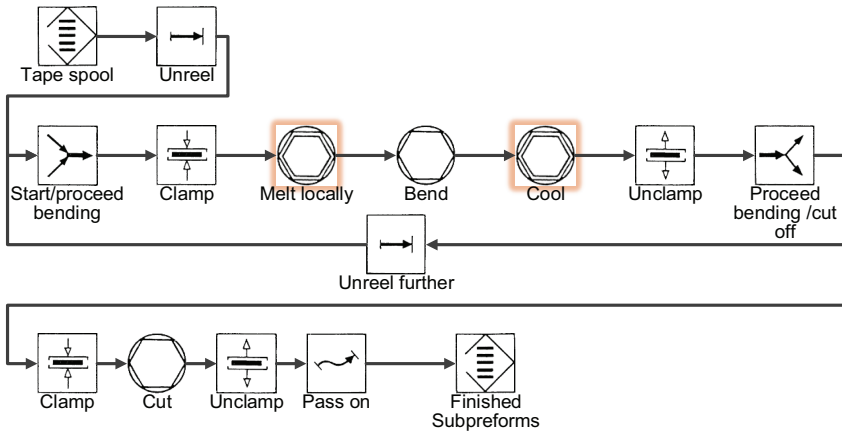 Tape spool
Unreel
Start/proceed
bending
Clamp
Melt locally
Bend
Cool
Unclamp
Proceed
bending /cut
off
Unreel further
Clamp
Cut
Unclamp
Pass on
Finished
Subpreforms